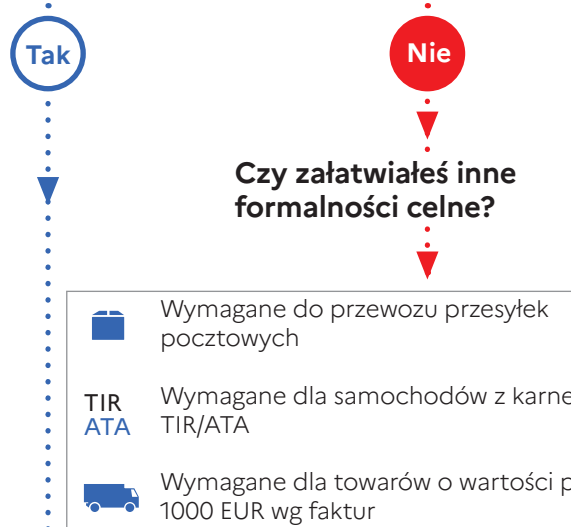 Tak
Nie
Czy załatwiałeś inne
formalności celne?
Wymagane do przewozu przesyłek
pocztowych
TIR
ATA
Wymagane dla samochodów z
TIR/ATA
Wymagane dla towarów o wartości
1000 EUR wg faktur